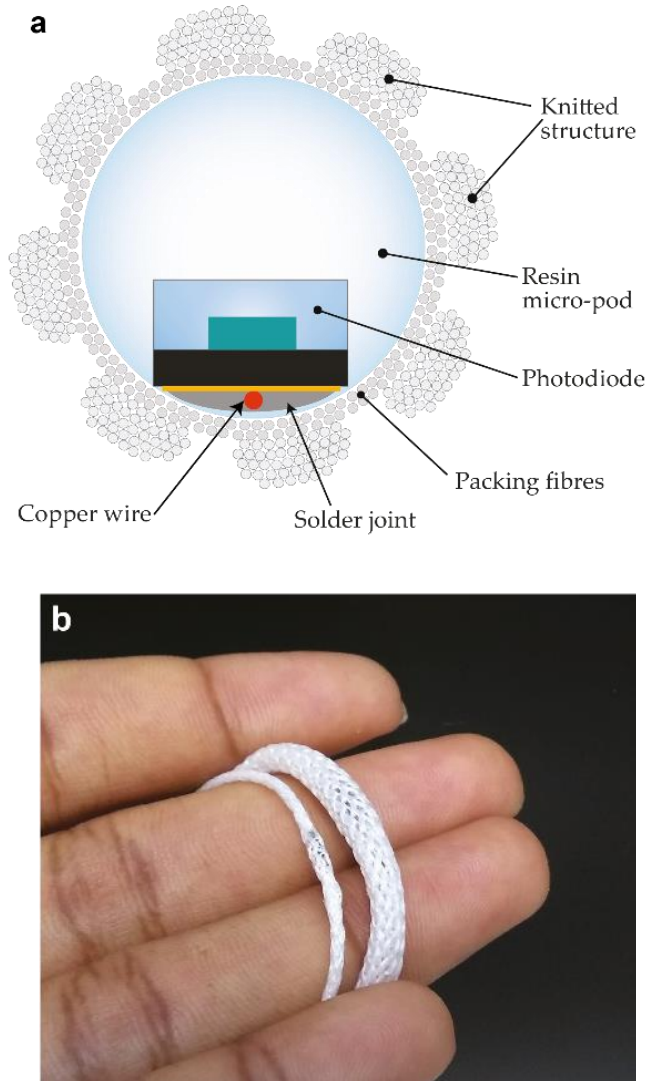 a
Knitted
structure
Resin
micro-pod
Photodiode
Packing fibres
Copper wire
Solder joint
b